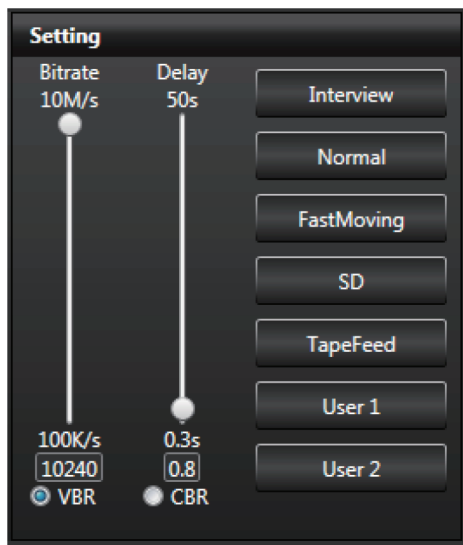 Setting
Bitrate Delay
10M/s 50s
Interview
Normal
FastMoving
SD
TapeFeed
User 1
User 2
100K/s 0.3s
10240 0.8
VBR CBR